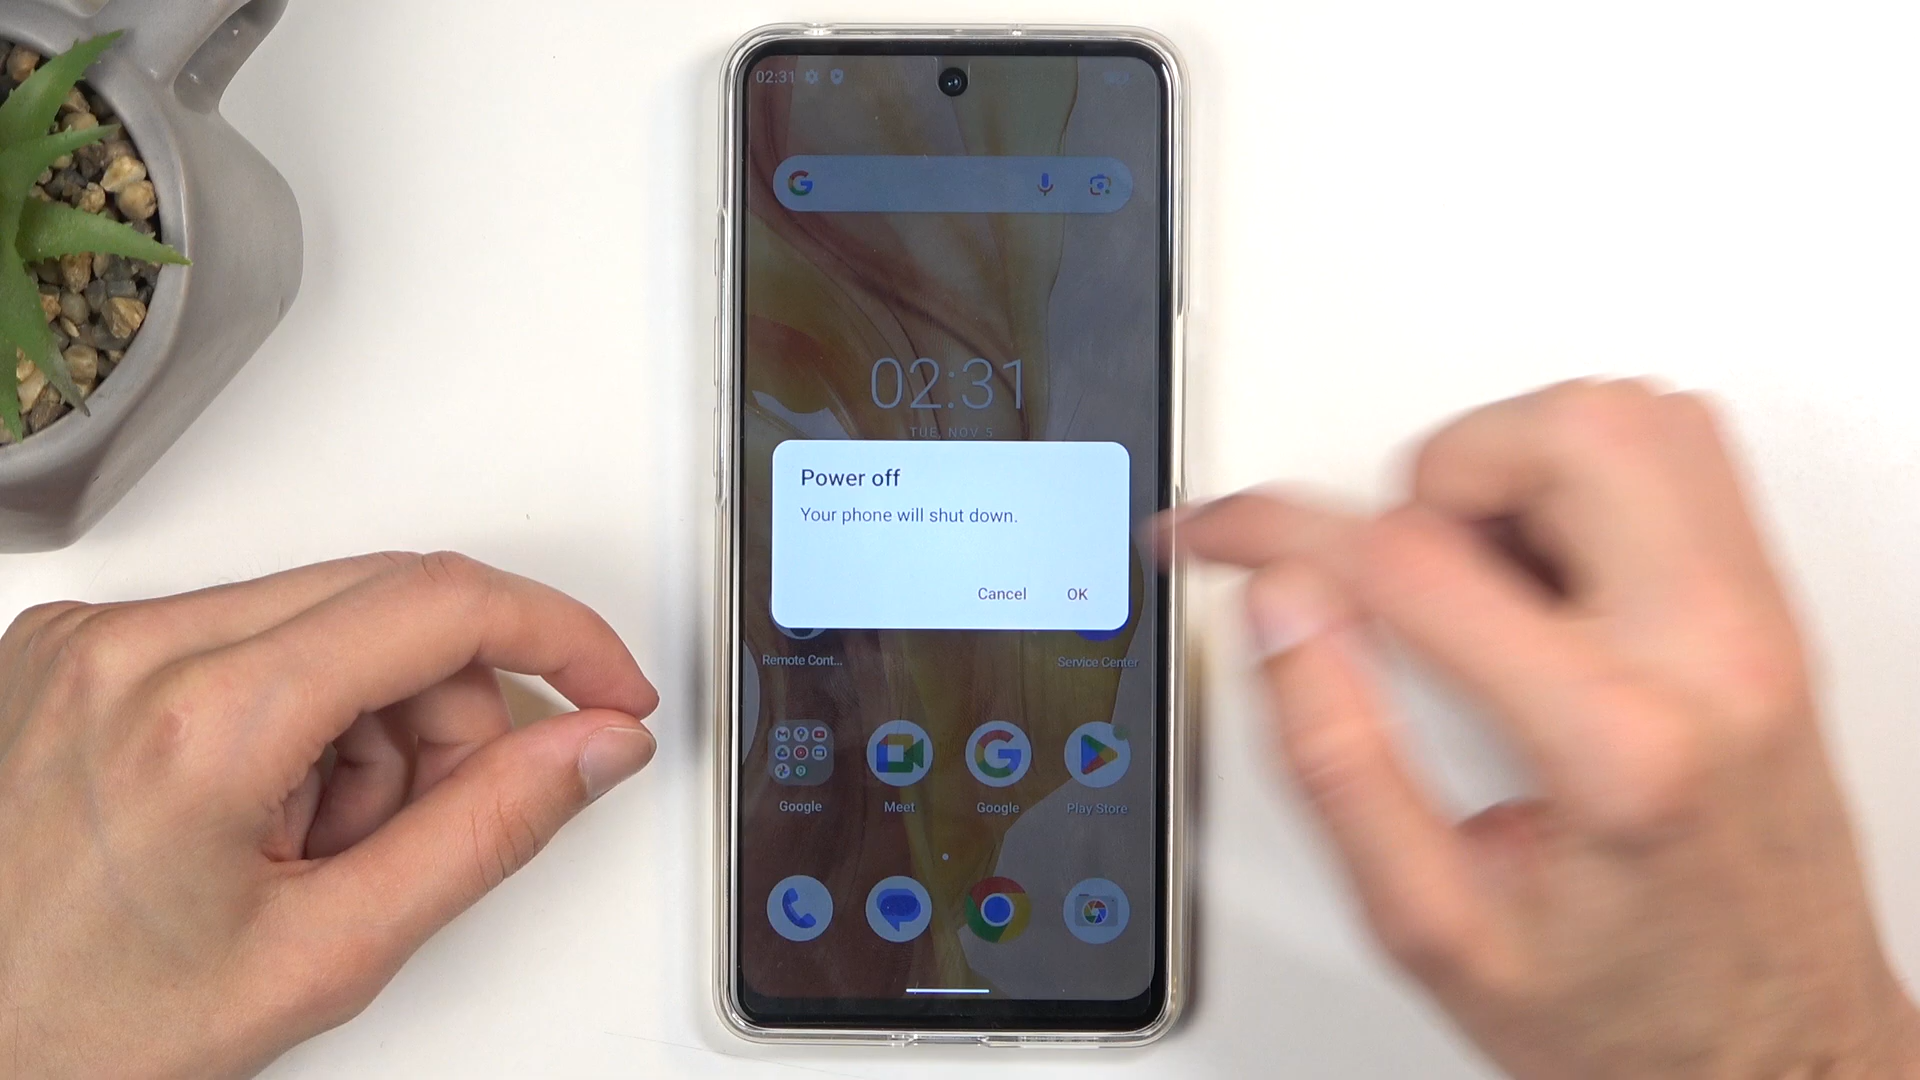 02:31
02:31
TUE, NOV 5
Power off
Your phone will shut down.
Cancel OK
Remote Cont... Service Center
Google Meet Google Play Store